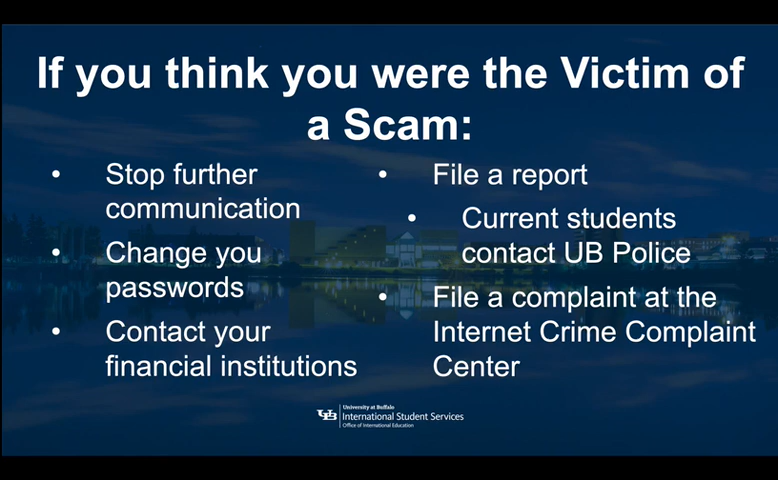 If you think you were the Victim of
a Scam:
• Stop further
communication
• Change you
passwords
• Contact your
financial institutions
• File a report
• Current students
contact UB Police
• File a complaint at the
Internet Crime Complaint
Center
UB
University at Buffalo
International Student Services
Office of International Education